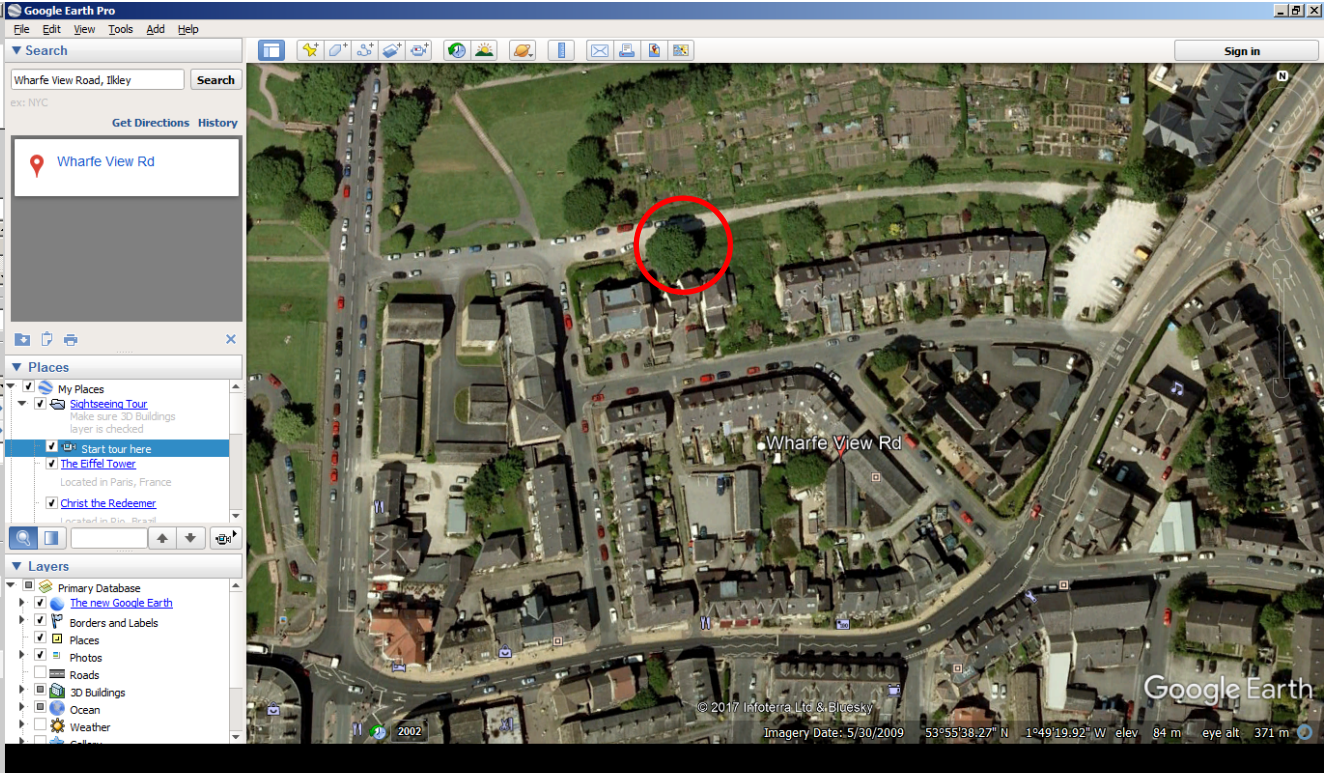 Google Earth Pro
File Edit View Tools Add Help
Search
Sign in
Wharfe View Road, Ilkley
Search
ex: NYC
Get Directions History
Wharfe View Rd
Places
My Places
Sightseeing Tour
Make sure 3D Buildings
layer is checked
Start tour here
The Eiffel Tower
Located in Paris, France
Christ the Redeemer
Located in Rio, Brazil
Layers
Primary Database
The new Google Earth
Borders and Labels
Places
Photos
Roads
3D Buildings
Ocean
Weather
Gallery
N
Wharfe View Rd
Google Earth
© 2017 Infoterra Ltd & Bluesky
2002
Imagery Date: 5/30/2009 53°55'38.27" N 1°49'19.92" W elev 84 m eye alt 371 m